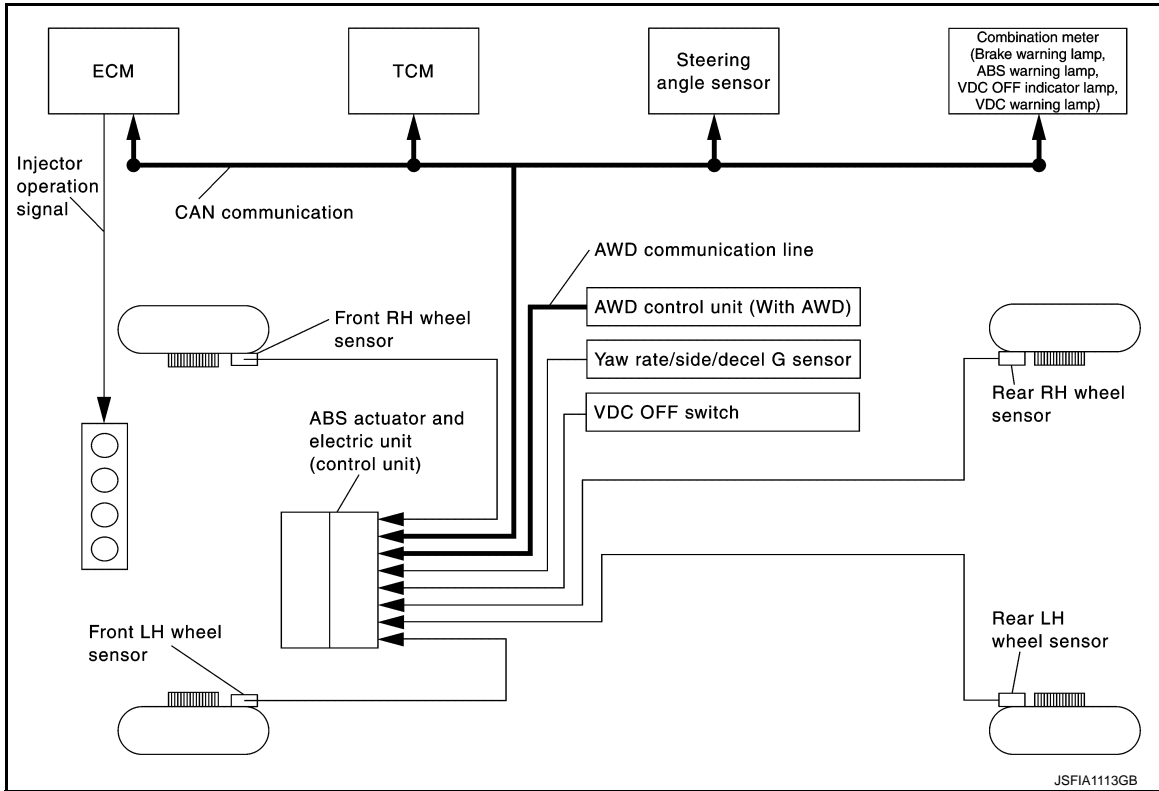 ECM
TCM
Steering
angle sensor
Combination meter
(Brake warning lamp,
ABS warning lamp,
VDC OFF indicator lamp,
VDC warning lamp)
Injector
operation
signal
CAN communication
AWD communication line
AWD control unit (With AWD)
Front RH wheel
sensor
Yaw rate/side/decel G sensor
VDC OFF switch
Rear RH wheel
sensor
ABS actuator and
electric unit
(control unit)
Front LH wheel
sensor
Rear LH
wheel sensor
JSFIA1113GB